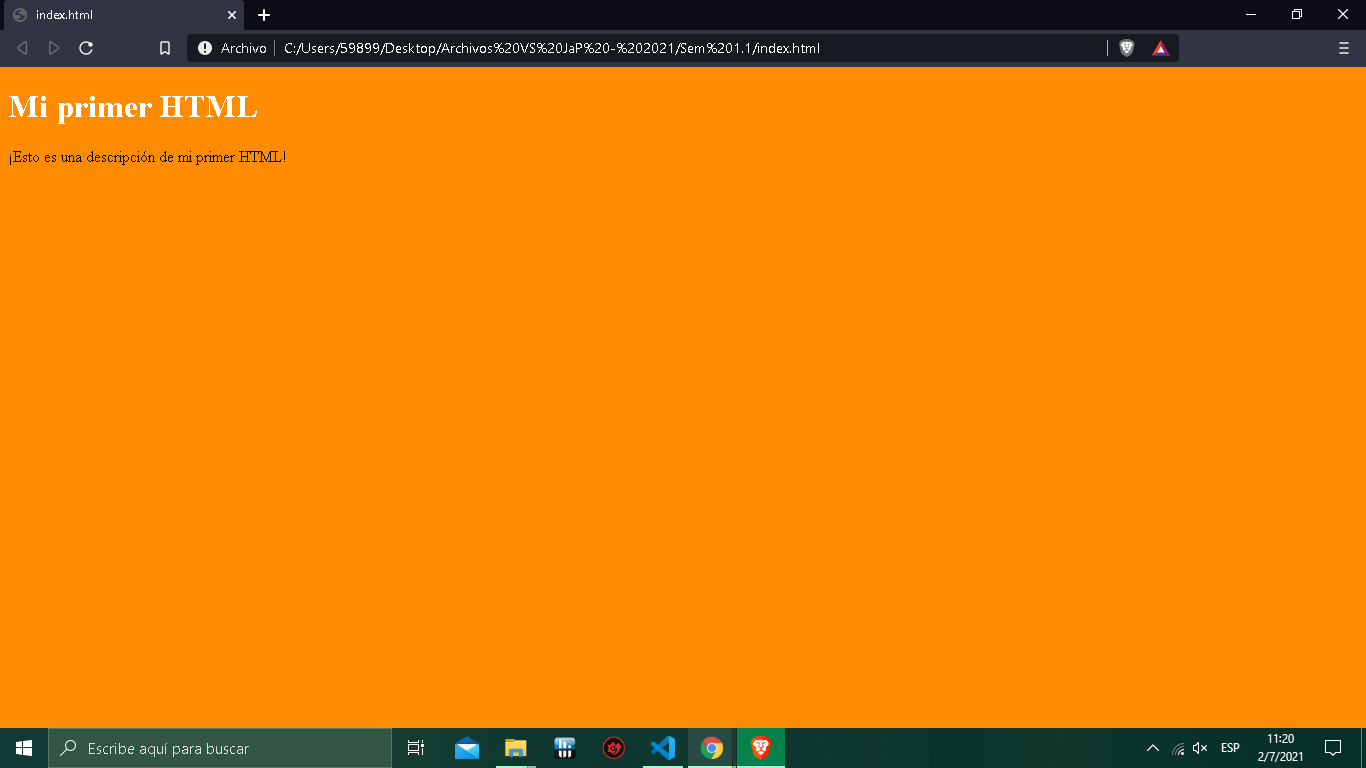 index.html
Archivo
C:/Users/59899/Desktop/Archivos%20VS%20JaP%20-%202021/Sem%201.1/index.html
Mi primer HTML
¡Esto es una descripción de mi primer HTML!
Escribe aquí para buscar
ESP
11:20
2/7/2021